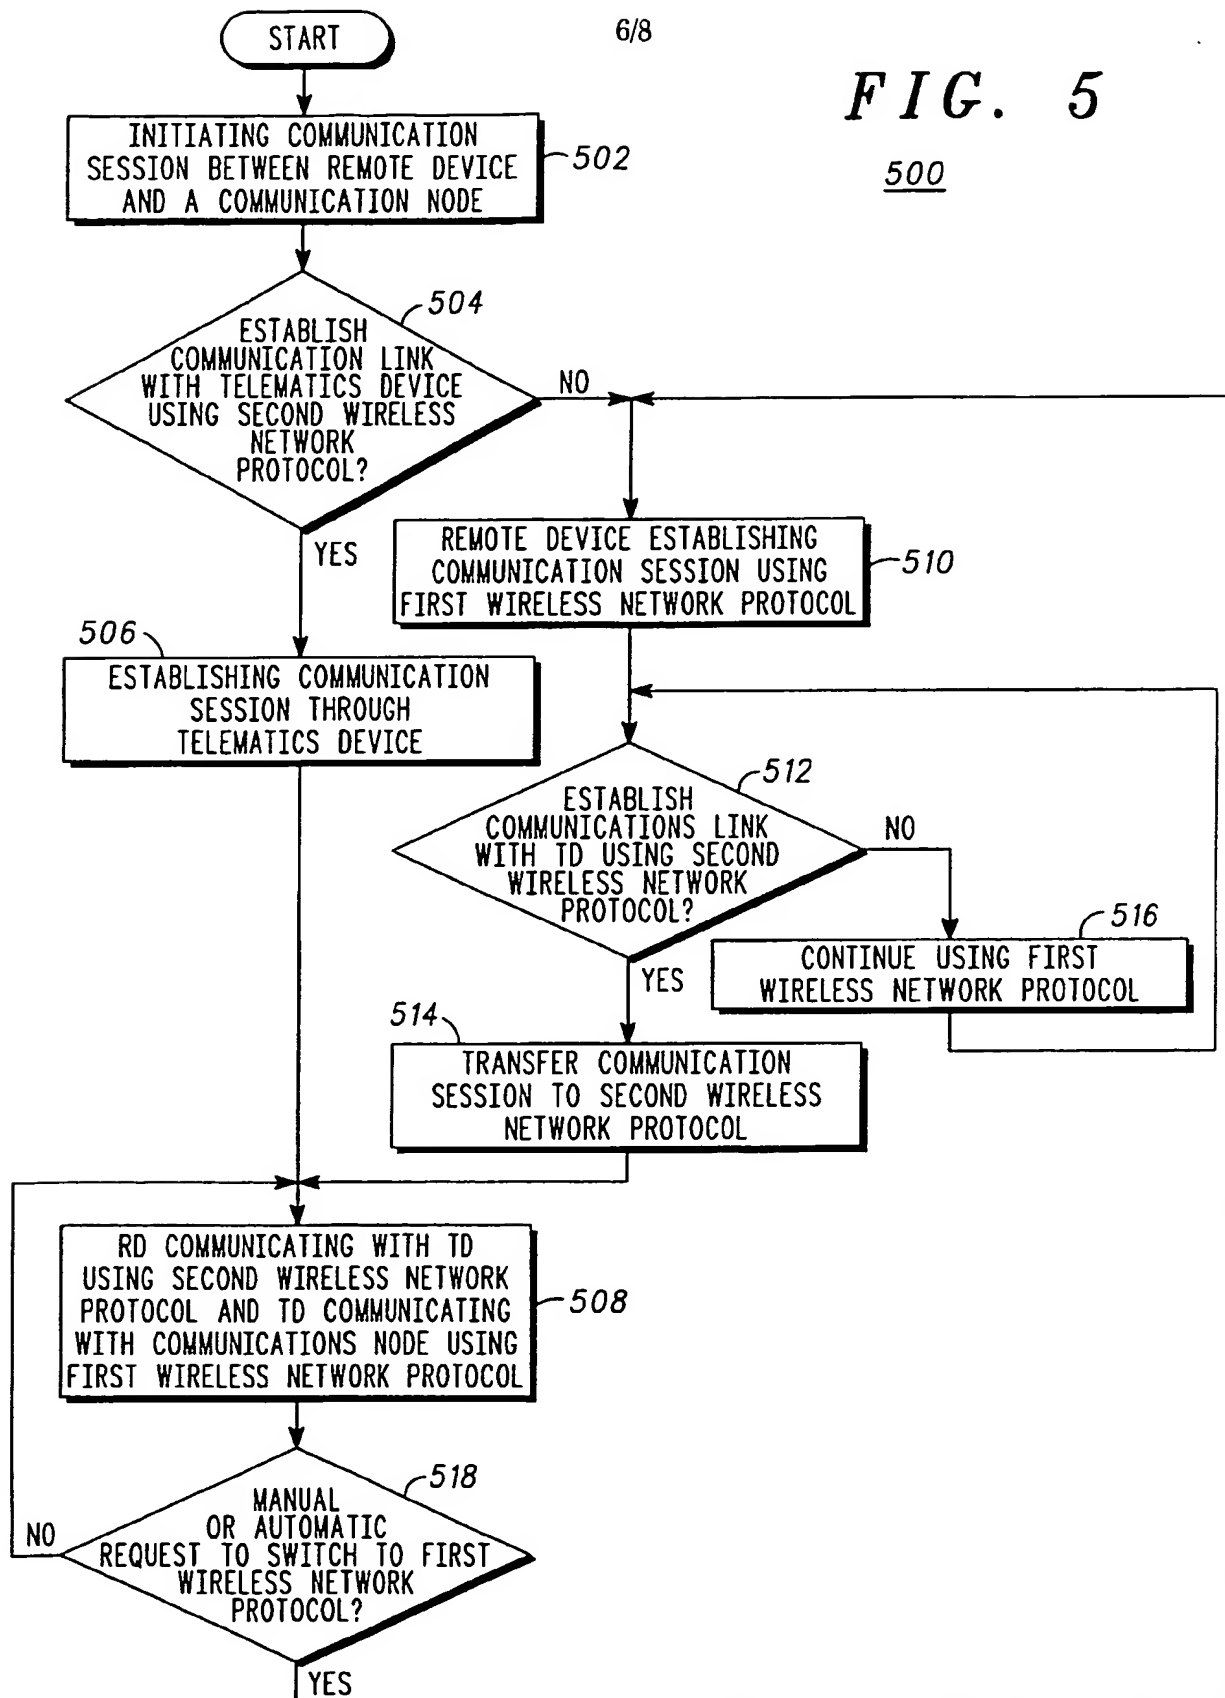 START
6/8
FIG. 5
500
INITIATING COMMUNICATION
SESSION BETWEEN REMOTE DEVICE
AND A COMMUNICATION NODE
502
504
ESTABLISH
COMMUNICATION LINK
WITH TELEMATICS DEVICE
USING SECOND WIRELESS
NETWORK
PROTOCOL?
NO
YES
REMOTE DEVICE ESTABLISHING
COMMUNICATION SESSION USING
FIRST WIRELESS NETWORK PROTOCOL
510
506
ESTABLISHING COMMUNICATION
SESSION THROUGH
TELEMATICS DEVICE
512
ESTABLISH
COMMUNICATIONS LINK
WITH TD USING SECOND
WIRELESS NETWORK
PROTOCOL?
NO
YES
516
CONTINUE USING FIRST
WIRELESS NETWORK PROTOCOL
514
TRANSFER COMMUNICATION
SESSION TO SECOND WIRELESS
NETWORK PROTOCOL
RD COMMUNICATING WITH TD
USING SECOND WIRELESS NETWORK
PROTOCOL AND TD COMMUNICATING
WITH COMMUNICATIONS NODE USING
FIRST WIRELESS NETWORK PROTOCOL
508
518
MANUAL
OR AUTOMATIC
REQUEST TO SWITCH TO FIRST
WIRELESS NETWORK
PROTOCOL?
NO
YES